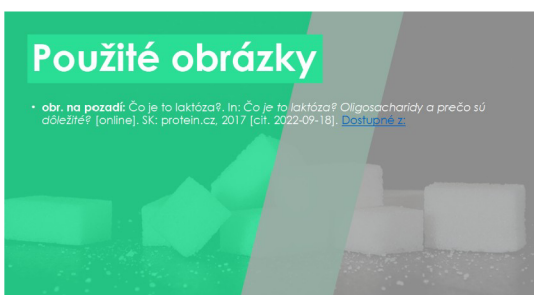 Použité obrázky
• obr. na pozadí: Čo je to laktóza?. In: Čo je to laktóza? Oligosacharidy a prečo sú
dôležité? [online]. SK: protein.cz, 2017 [cit. 2022-09-18]. Dostupné z: